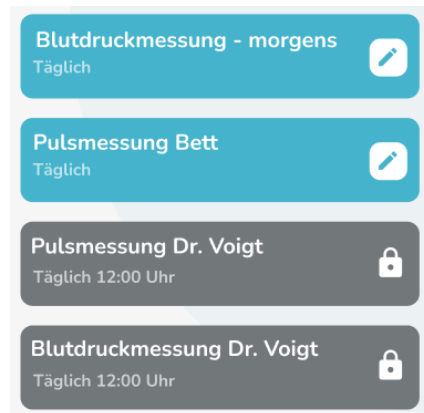 Blutdruckmessung - morgens
Täglich
Pulsmessung Bett
Täglich
Pulsmessung Dr. Voigt
Täglich 12:00 Uhr
Blutdruckmessung Dr. Voigt
Täglich 12:00 Uhr